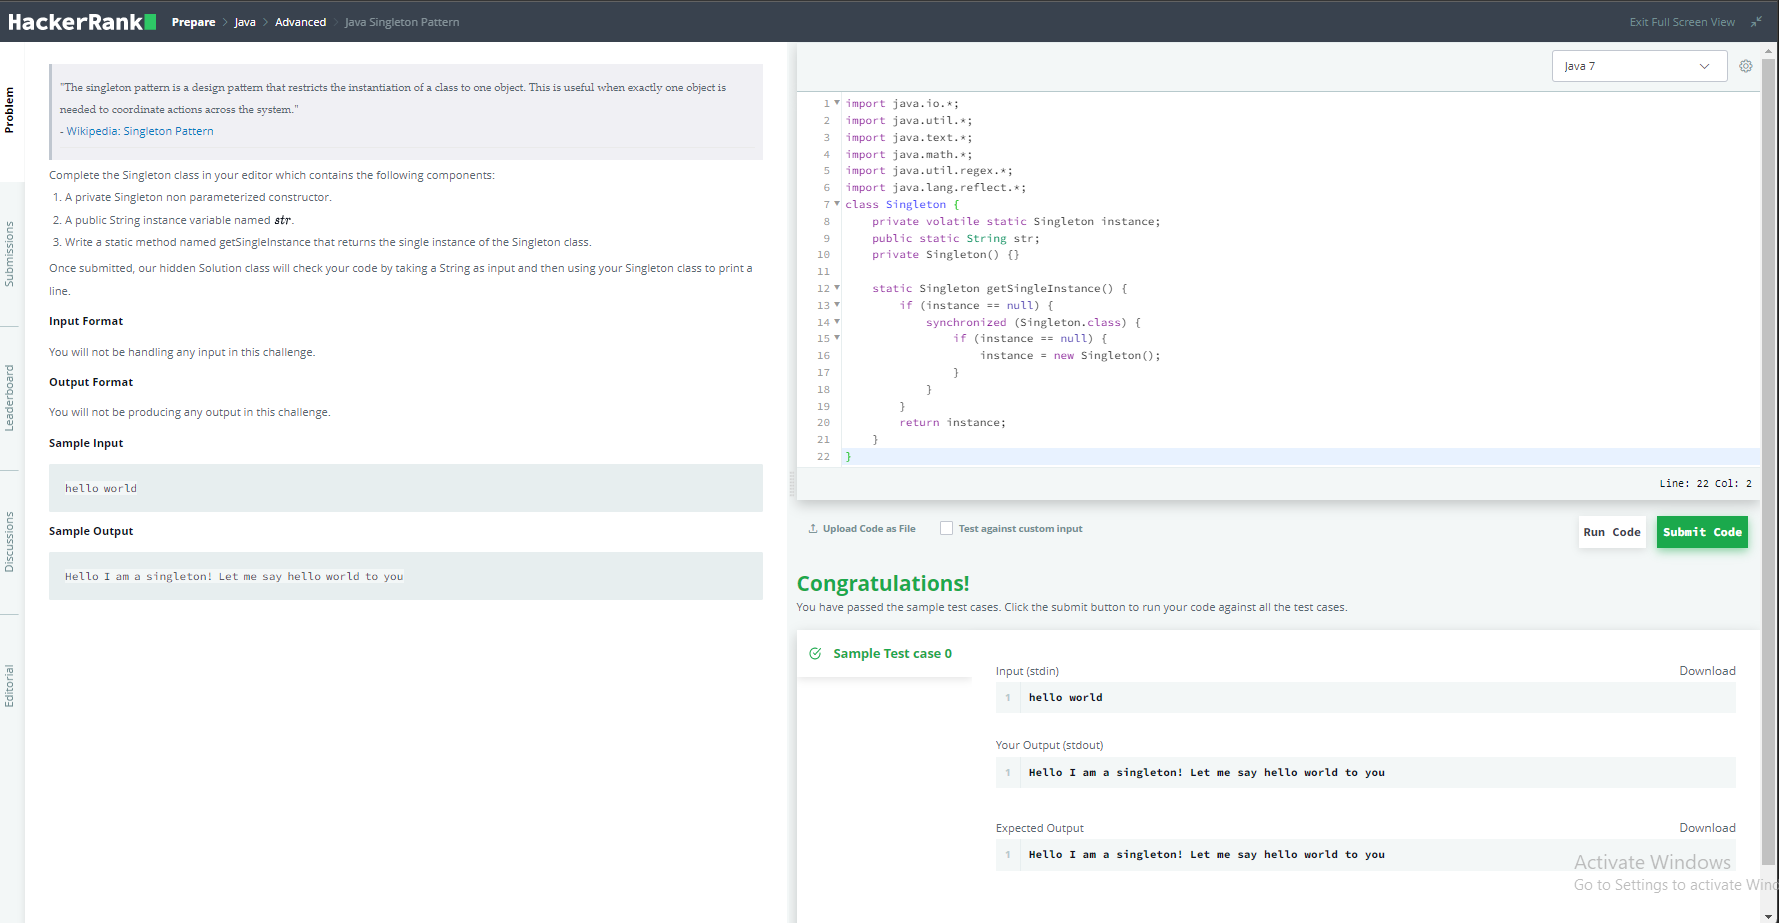 HackerRank Prepare > Java > Advanced > Java Singleton Pattern Exit Full Screen View
Problem
Submissions
Leaderboard
Discussions
Editorial
"The singleton pattern is a design pattern that restricts the instantiation of a class to one object. This is useful when exactly one object is
needed to coordinate actions across the system."
- Wikipedia: Singleton Pattern
Complete the Singleton class in your editor which contains the following components:
1. A private Singleton non parameterized constructor.
2. A public String instance variable named str.
3. Write a static method named getSingleInstance that returns the single instance of the Singleton class.
Once submitted, our hidden Solution class will check your code by taking a String as input and then using your Singleton class to print a
line.
Input Format
You will not be handling any input in this challenge.
Output Format
You will not be producing any output in this challenge.
Sample Input
hello world
Sample Output
Hello I am a singleton! Let me say hello world to you
Java 7
1 import java.io.*;
2 import java.util.*;
3 import java.text.*;
4 import java.math.*;
5 import java.util.regex.*;
6 import java.lang.reflect.*;
7 class Singleton {
8     private volatile static Singleton instance;
9     public static String str;
10     private Singleton() {}
11
12     static Singleton getSingleInstance() {
13         if (instance == null) {
14             synchronized (Singleton.class) {
15                 if (instance == null) {
16                     instance = new Singleton();
17                 }
18             }
19         }
20         return instance;
21     }
22 }
Line: 22 Col: 2
Upload Code as File Test against custom input Run Code Submit Code
Congratulations!
You have passed the sample test cases. Click the submit button to run your code against all the test cases.
Sample Test case 0
Input (stdin) Download
1 hello world
Your Output (stdout)
1 Hello I am a singleton! Let me say hello world to you
Expected Output Download
1 Hello I am a singleton! Let me say hello world to you
Activate Windows
Go to Settings to activate Wind